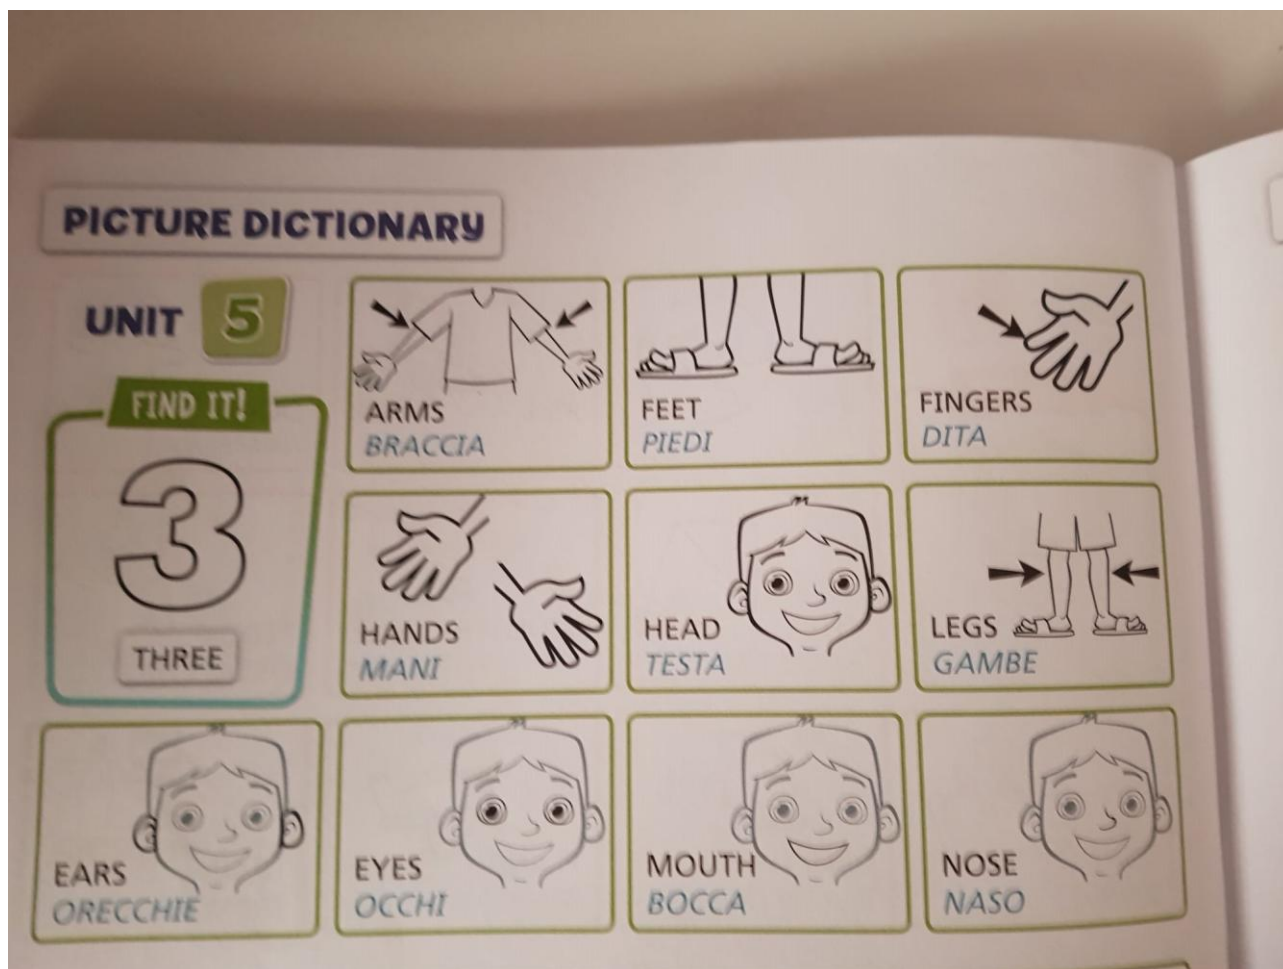 PICTURE DICTIONARY
UNIT 5
FIND IT!
3
THREE
ARMS
BRACCIA
FEET
PIEDI
FINGERS
DITA
HANDS
MANI
HEAD
TESTA
LEGS
GAMBE
EARS
ORECCHIE
EYES
OCCHI
MOUTH
BOCCA
NOSE
NASO